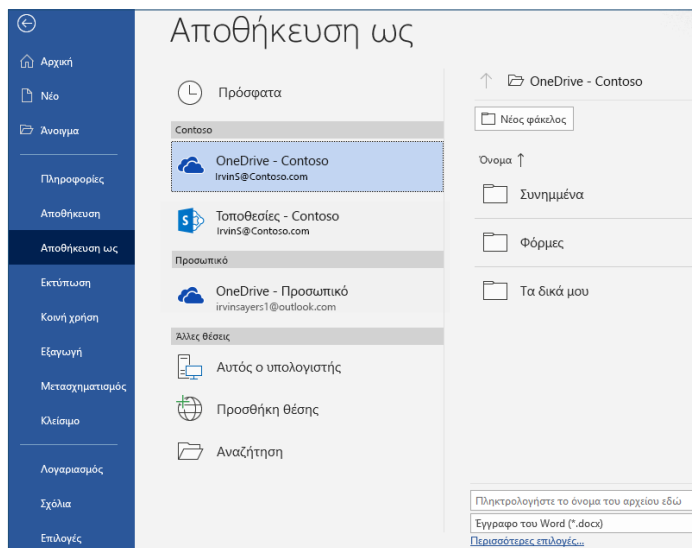 Αποθήκευση ως
Αρχική
Νέο
Άνοιγμα
Πληροφορίες
Αποθήκευση
Αποθήκευση ως
Εκτύπωση
Κοινή χρήση
Εξαγωγή
Μετασχηματισμός
Κλείσιμο
Λογαριασμός
Σχόλια
Επιλογές
Πρόσφατα
Contoso
OneDrive - Contoso
IrvinS@Contoso.com
Τοποθεσίες - Contoso
IrvinS@Contoso.com
Προσωπικό
OneDrive - Προσωπικό
irvinsayers1@outlook.com
Άλλες θέσεις
Αυτός ο υπολογιστής
Προσθήκη θέσης
Αναζήτηση
OneDrive - Contoso
Νέος φάκελος
Όνομα ↑
Συνημμένα
Φόρμες
Τα δικά μου
Πληκτρολογήστε το όνομα του αρχείου εδώ
Έγγραφο του Word (*.docx)
Περισσότερες επιλογές...